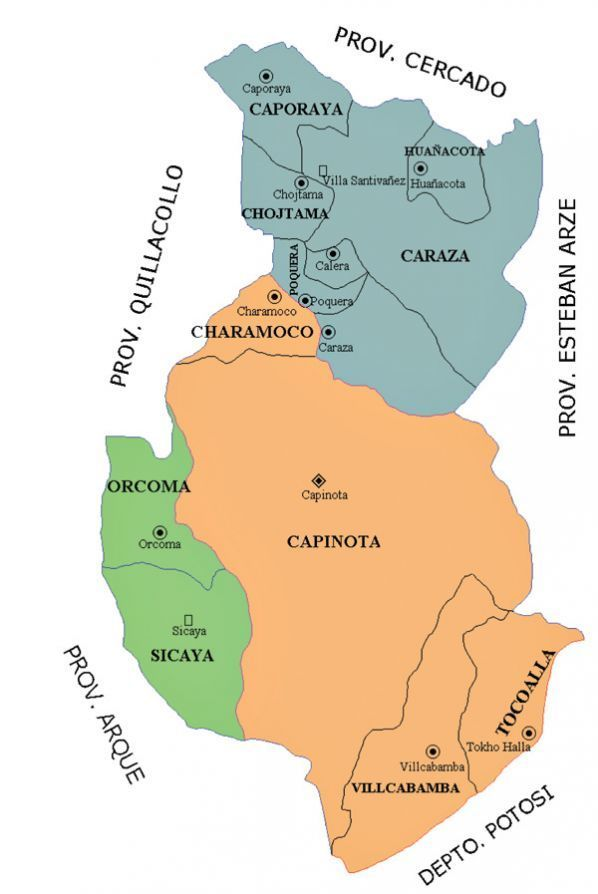 PROV. CERCADO
Caporaya
CAPORAYA
HUAÑACOTA
Villa Santivañez
Huañacota
Chojtama
CHOJTAMA
PROV. QUILLACOLLO
PROV. ESTEBAN ARZE
POQUERA
CARAZA
Calera
Poquera
Charamoco
CHARAMOCO
Caraza
ORCOMA
Capinota
Orcoma
CAPINOTA
Sicaya
SICAYA
PROV. ARQUE
TOCOALLA
Tokho Halla
Villcabamba
VILLCABAMBA
DEPTO. POTOSI